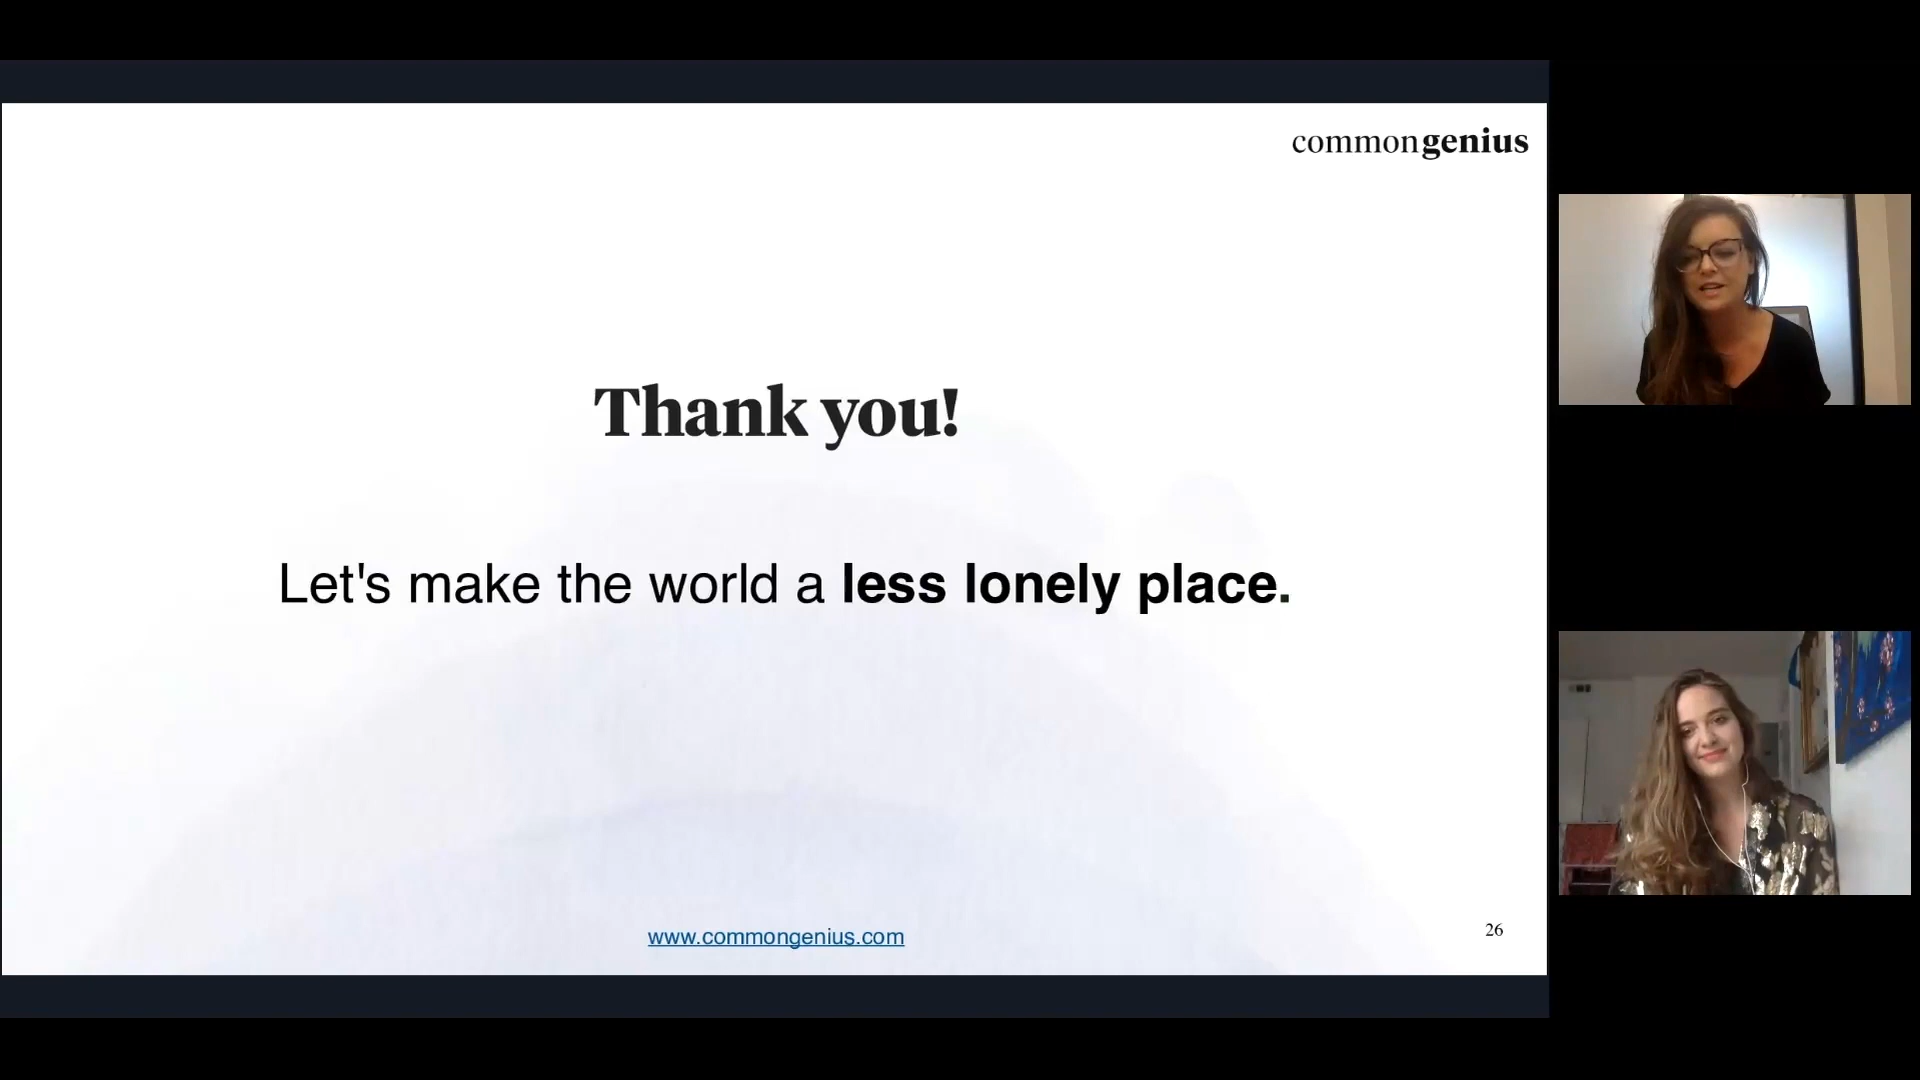 commongenius
Thank you!
Let's make the world a less lonely place.
www.commongenius.com
26